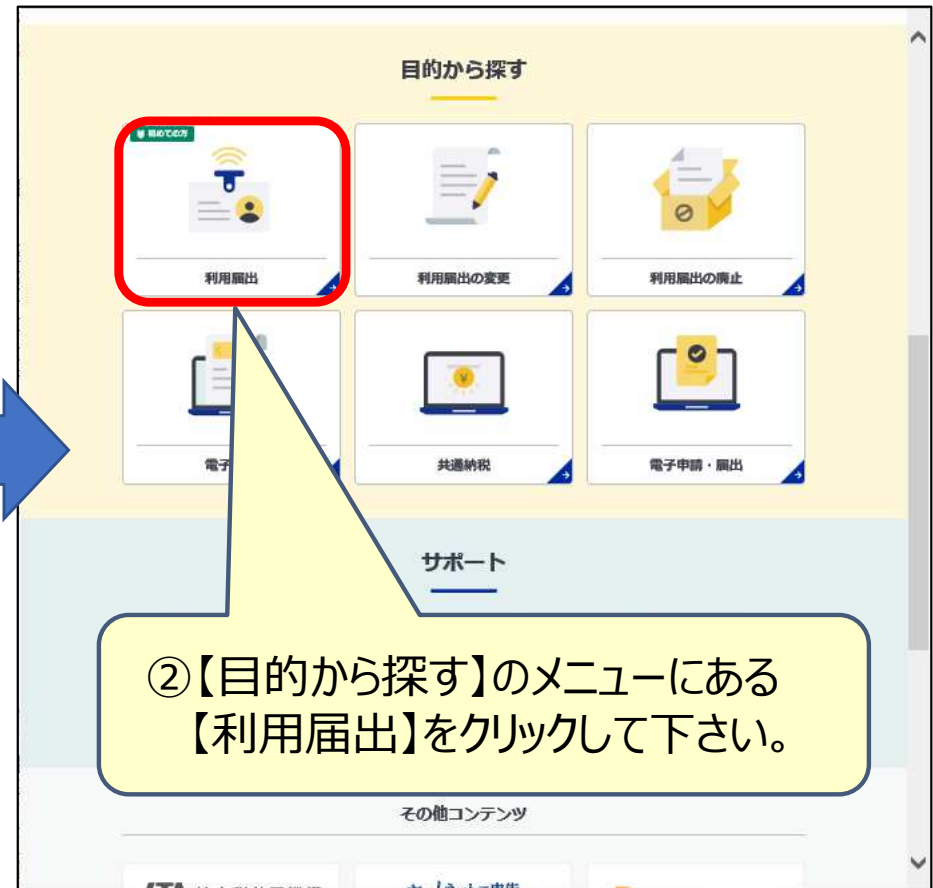 目的から探す
初めての方
利用届出
利用届出の変更
利用届出の廃止
電子
共通納税
電子申請・届出
サポート
②【目的から探す】のメニューにある
【利用届出】をクリックして下さい。
その他コンテンツ